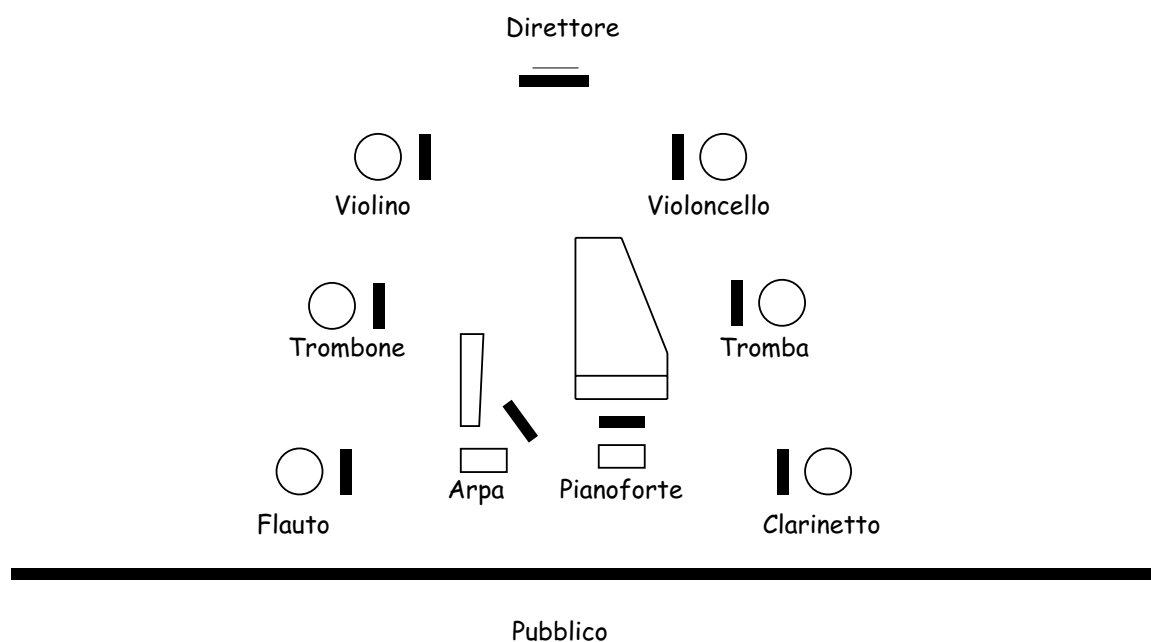 Direttore
Violino
Violoncello
Trombone
Tromba
Arpa
Pianoforte
Flauto
Clarinetto
Pubblico